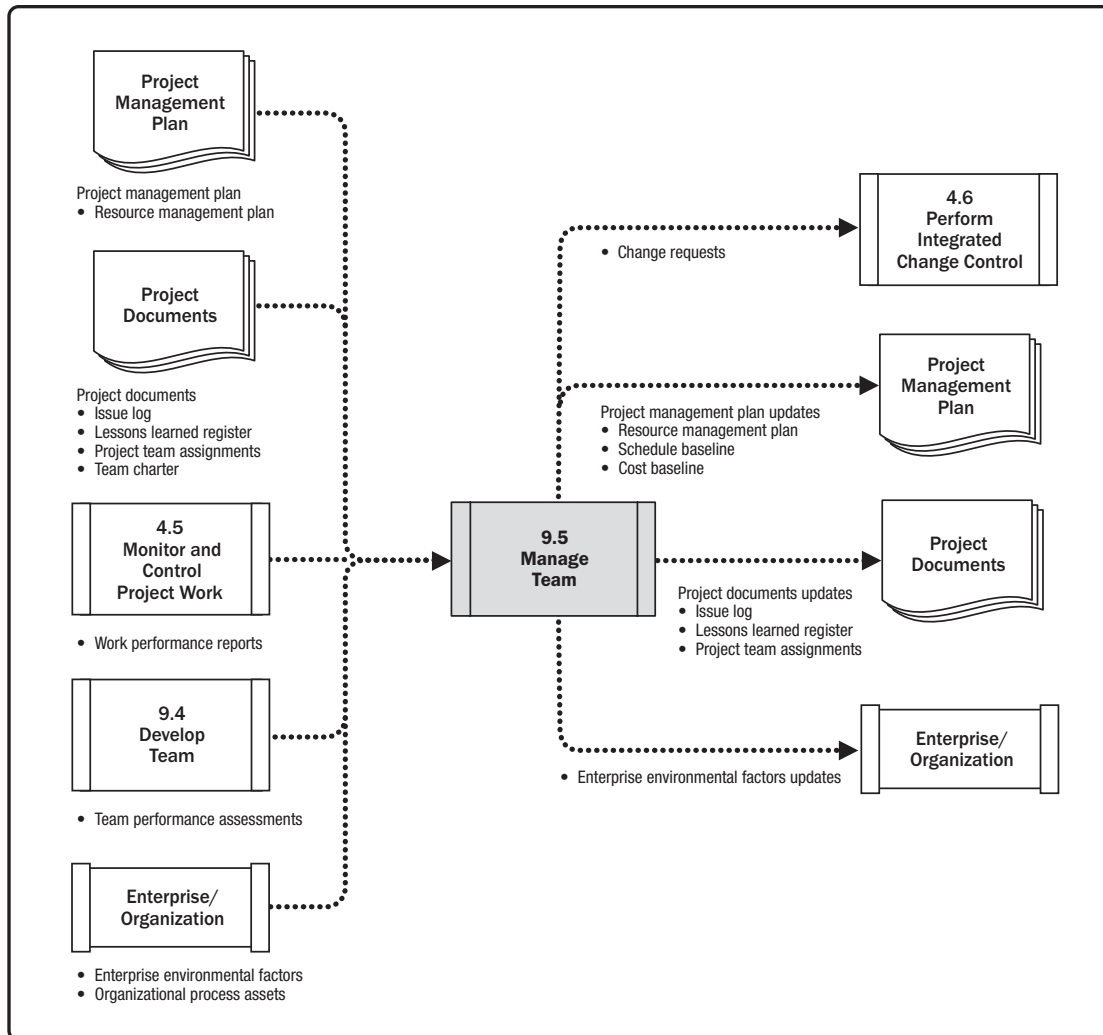 Project
Management
Plan
Project management plan
• Resource management plan
Project
Documents
Project documents
• Issue log
• Lessons learned register
• Project team assignments
• Team charter
4.5
Monitor and
Control
Project Work
• Work performance reports
9.4
Develop
Team
• Team performance assessments
Enterprise/
Organization
• Enterprise environmental factors
• Organizational process assets
9.5
Manage
Team
• Change requests
4.6
Perform
Integrated
Change Control
Project management plan updates
• Resource management plan
• Schedule baseline
• Cost baseline
Project
Management
Plan
Project documents updates
• Issue log
• Lessons learned register
• Project team assignments
Project
Documents
• Enterprise environmental factors updates
Enterprise/
Organization